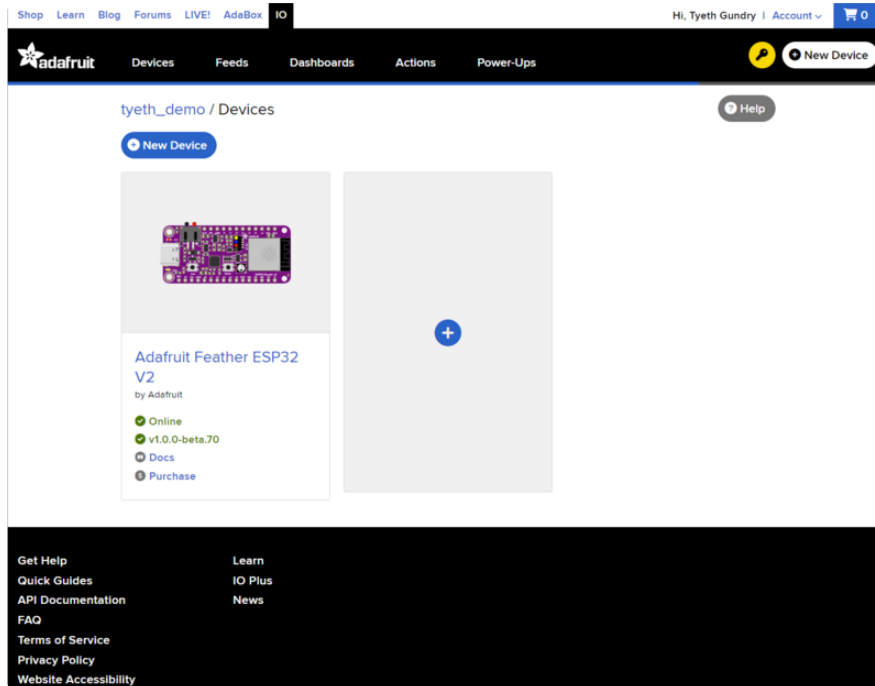 Shop Learn Blog Forums LIVE! AdaBox IO Hi, Tyeth Gundry | Account 0
adafruit Devices Feeds Dashboards Actions Power-Ups New Device
tyeth_demo / Devices Help
New Device
Adafruit Feather ESP32
V2
by Adafruit
Online
v1.0.0-beta.70
Docs
Purchase
Get Help Learn
Quick Guides IO Plus
API Documentation News
FAQ
Terms of Service
Privacy Policy
Website Accessibility